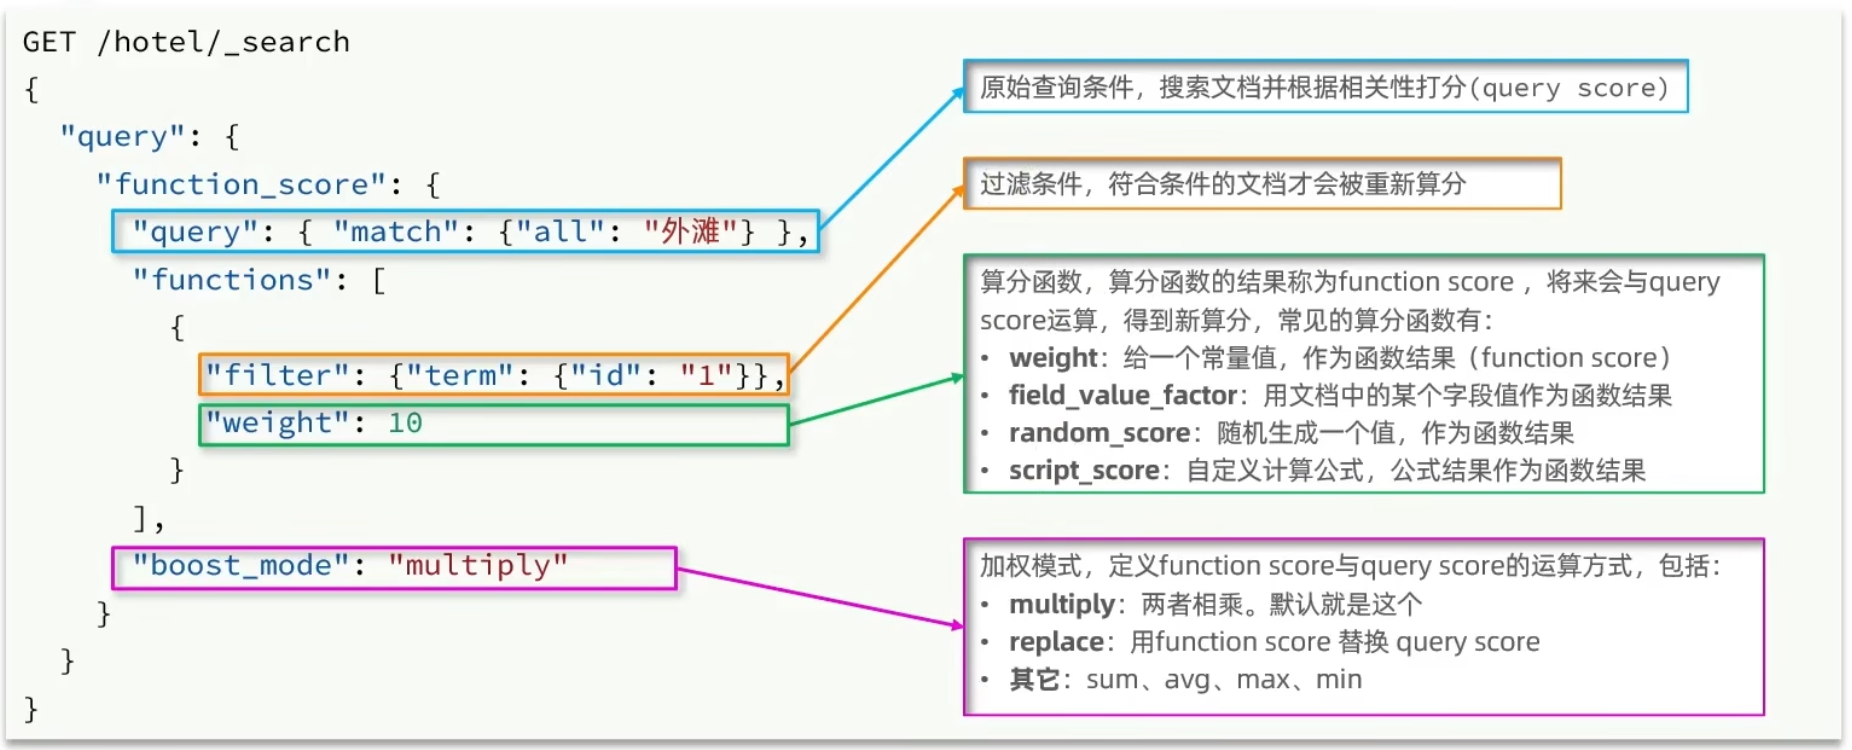 GET /hotel/_search
{
"query": {
"function_score": {
"query": { "match": {"all": "外滩"} },
"functions": [
{
"filter": {"term": {"id": "1"}},
"weight": 10
}
],
"boost_mode": "multiply"
}
}
}
原始查询条件，搜索文档并根据相关性打分(query score)
过滤条件，符合条件的文档才会被重新算分
算分函数，算分函数的结果称为function score ，将来会与query
score运算，得到新算分，常见的算分函数有：
• weight：给一个常量值，作为函数结果（function score）
• field_value_factor：用文档中的某个字段值作为函数结果
• random_score：随机生成一个值，作为函数结果
• script_score：自定义计算公式，公式结果作为函数结果
加权模式，定义function score与query score的运算方式，包括：
• multiply：两者相乘。默认就是这个
• replace：用function score 替换 query score
• 其它：sum、avg、max、min